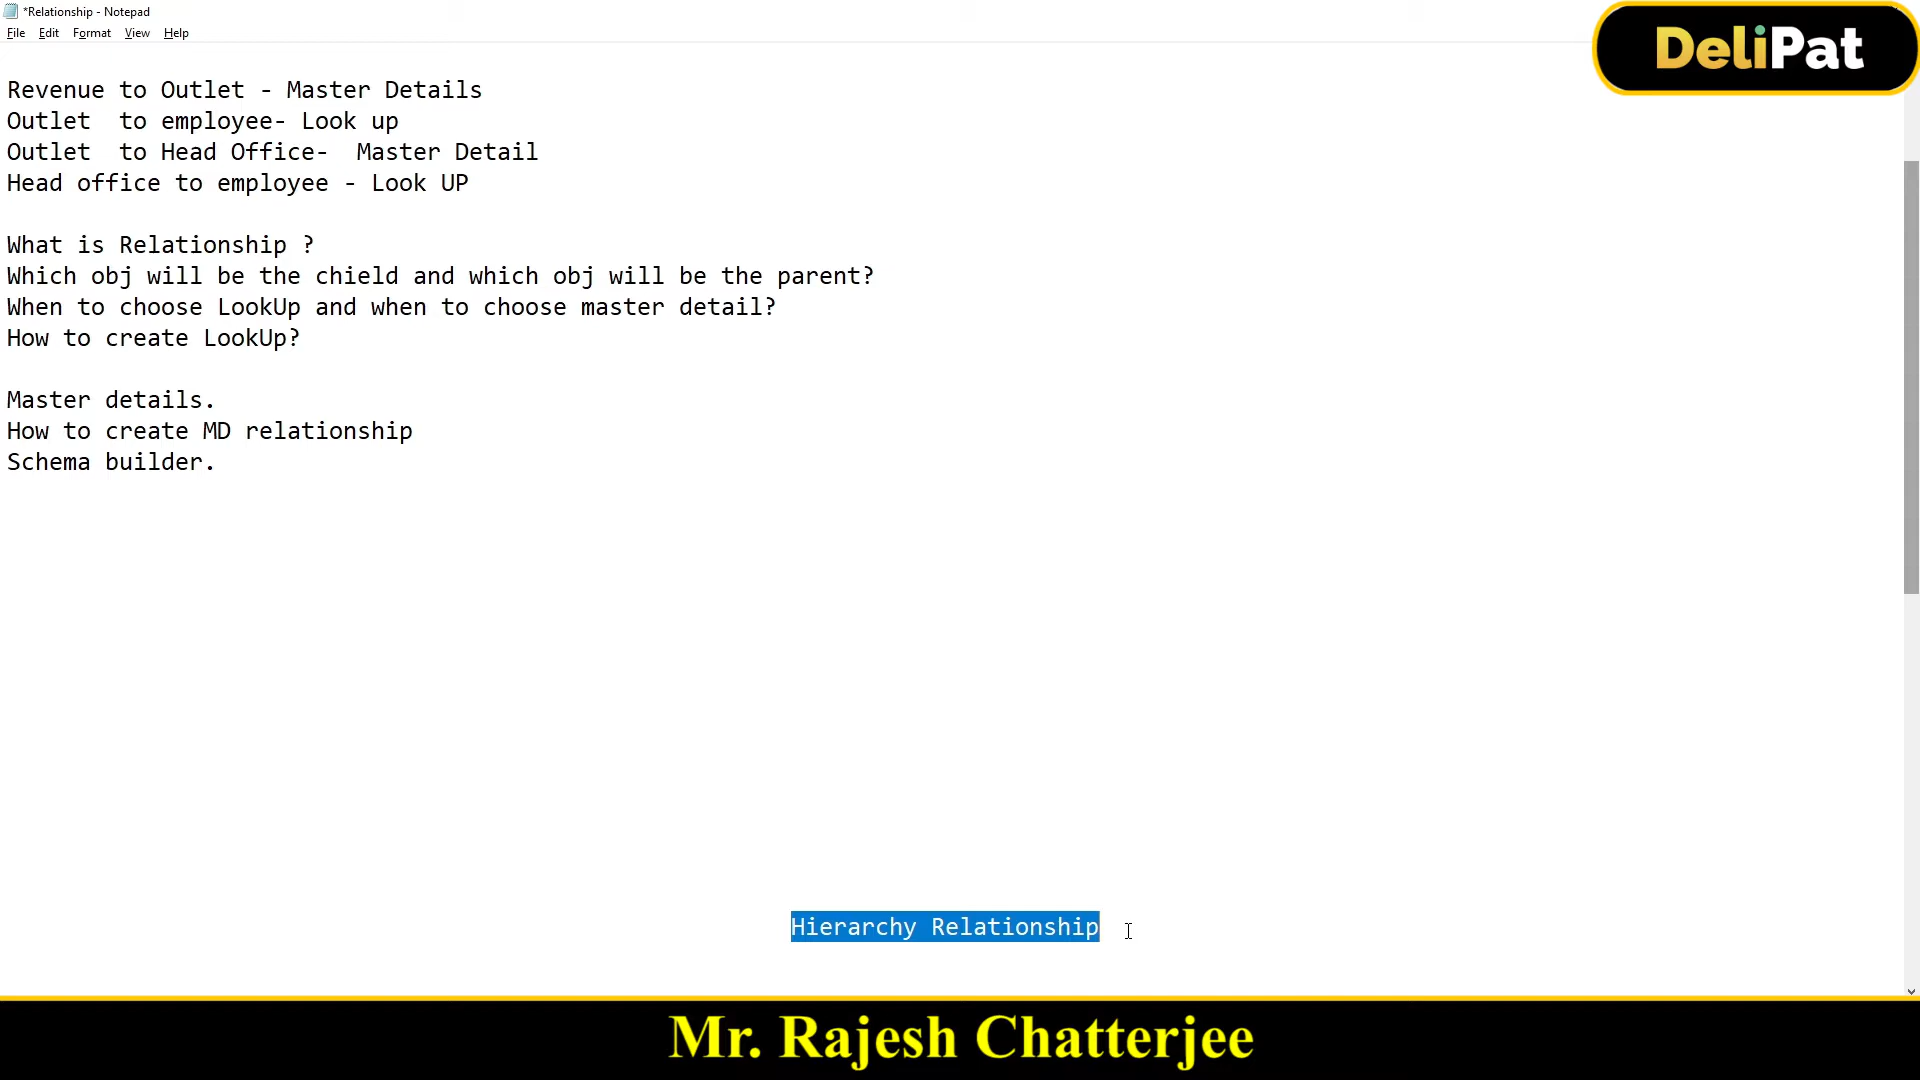 *Relationship - Notepad
File Edit Format View Help
DeliPat
Revenue to Outlet - Master Details
Outlet  to employee- Look up
Outlet  to Head Office-  Master Detail
Head office to employee - Look UP
What is Relationship ?
Which obj will be the chield and which obj will be the parent?
When to choose LookUp and when to choose master detail?
How to create LookUp?
Master details.
How to create MD relationship
Schema builder.
Hierarchy Relationship
Mr. Rajesh Chatterjee